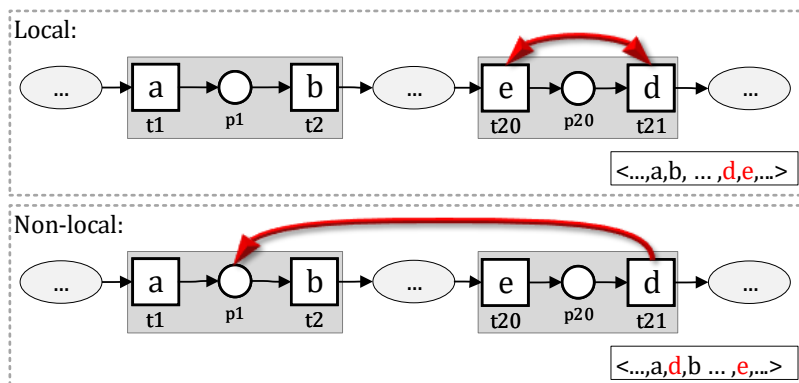 Local:
... a b ... e d ...
t1 p1 t2 t20 p20 t21
<...,a,b, ... ,d,e,...>
Non-local:
... a b ... e d ...
t1 p1 t2 t20 p20 t21
<...,a,d,b ... ,e,...>